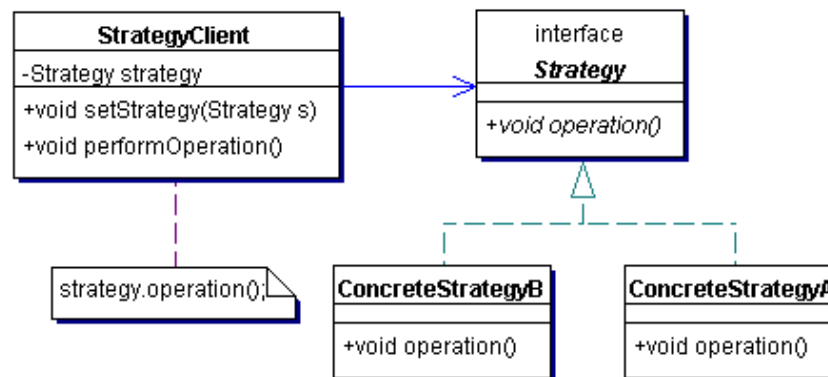 StrategyClient
-Strategy strategy
+void setStrategy(Strategy s)
+void performOperation()
interface
Strategy
+void operation()
strategy.operation();
ConcreteStrategyB
+void operation()
ConcreteStrategyA
+void operation()